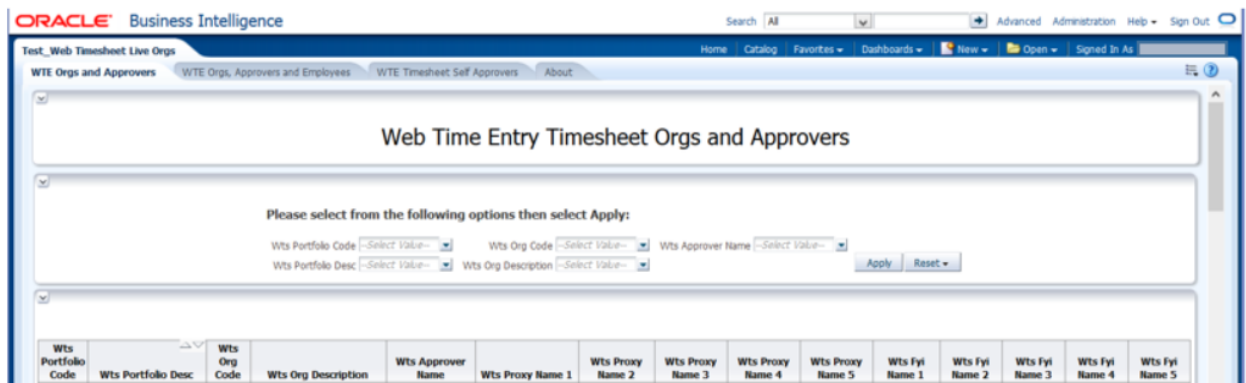 ORACLE Business Intelligence Search All Advanced Administration Help Sign Out
Test_Web Timesheet Live Orgs Home Catalog Favorites Dashboards New Open Signed In As
WTE Orgs and Approvers WTE Orgs, Approvers and Employees WTE Timesheet Self Approvers About
Web Time Entry Timesheet Orgs and Approvers
Please select from the following options then select Apply:
Wts Portfolio Code --Select Value-- Wts Org Code --Select Value-- Wts Approver Name --Select Value--
Wts Portfolio Desc --Select Value-- Wts Org Description --Select Value-- Apply Reset
Wts Portfolio Code Wts Portfolio Desc Wts Org Code Wts Org Description Wts Approver Name Wts Proxy Name 1 Wts Proxy Name 2 Wts Proxy Name 3 Wts Proxy Name 4 Wts Proxy Name 5 Wts Fyi Name 1 Wts Fyi Name 2 Wts Fyi Name 3 Wts Fyi Name 4 Wts Fyi Name 5